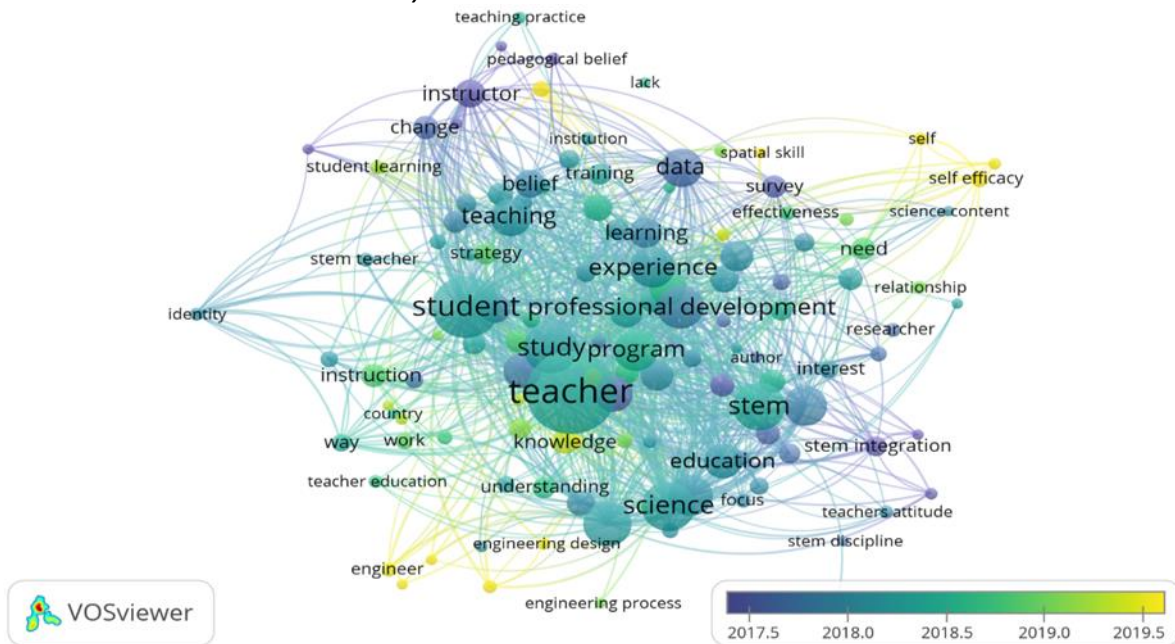 teaching practice
pedagogical belief
lack
instructor
change
institution
self
student learning
training
data
spatial skill
belief
survey
self efficacy
teaching
effectiveness
science content
learning
strategy
need
stem teacher
experience
relationship
identity
student
professional development
researcher
study
program
author
interest
instruction
teacher
country
stem
way
work
knowledge
stem integration
education
teacher education
understanding
science
focus
teachers attitude
engineering design
stem discipline
engineer
engineering process
VOSviewer
2017.5 2018.0 2018.5 2019.0 2019.5